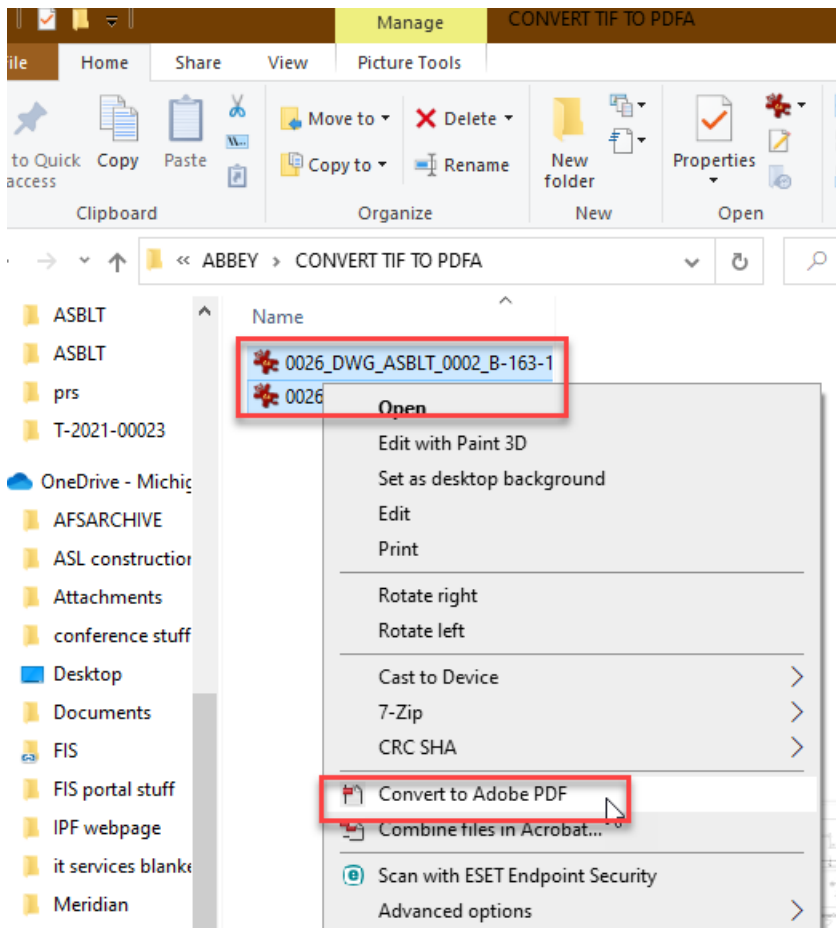 Manage
CONVERT TIF TO PDFA
File
Home
Share
View
Picture Tools
to Quick
access
Copy
Paste
W...
Move to
Copy to
Delete
Rename
New
folder
Properties
Clipboard
Organize
New
Open
« ABBEY > CONVERT TIF TO PDFA
ASBLT
ASBLT
prs
T-2021-00023
OneDrive - Michig
AFSARCHIVE
ASL construction
Attachments
conference stuff
Desktop
Documents
FIS
FIS portal stuff
IPF webpage
it services blanke
Meridian
Name
0026_DWG_ASBLT_0002_B-163-1
0026
Open
Edit with Paint 3D
Set as desktop background
Edit
Print
Rotate right
Rotate left
Cast to Device
7-Zip
CRC SHA
Convert to Adobe PDF
Combine files in Acrobat...
Scan with ESET Endpoint Security
Advanced options